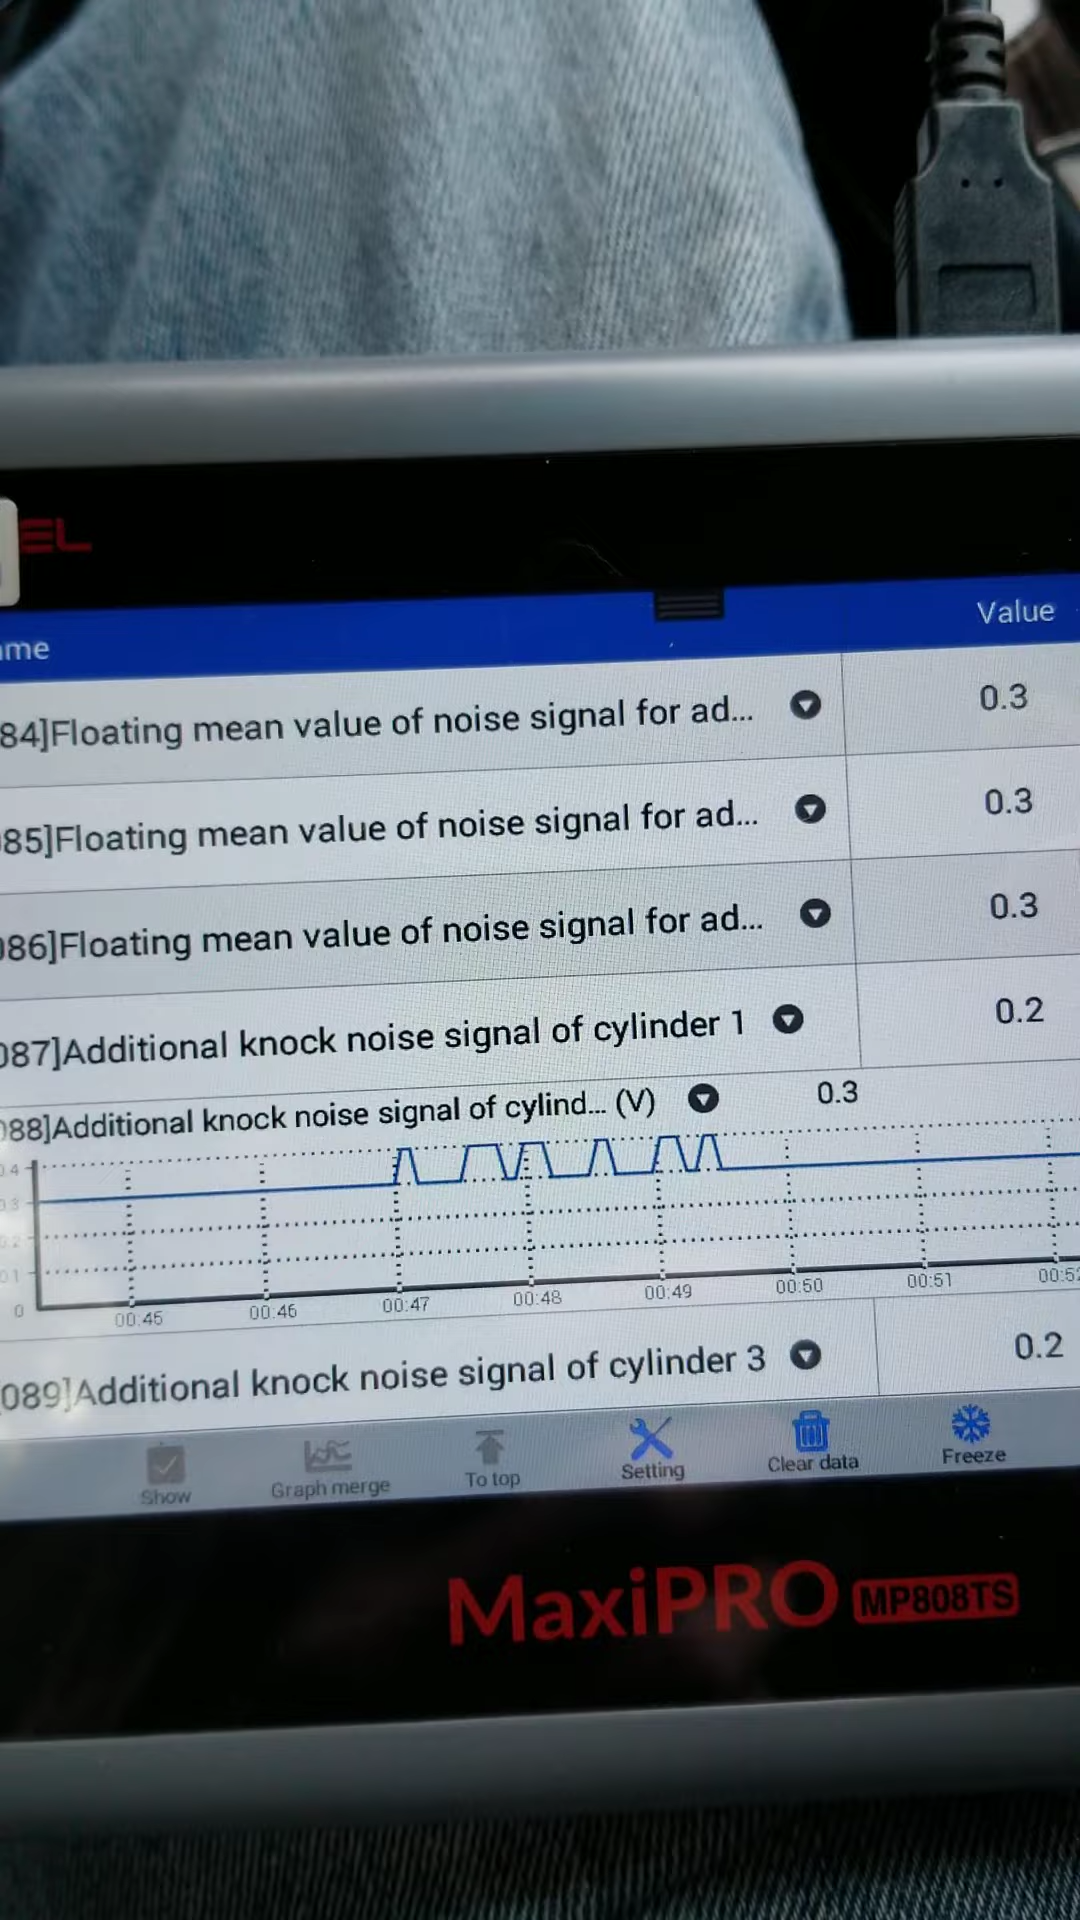 EL
me
Value
84]Floating mean value of noise signal for ad...
0.3
85]Floating mean value of noise signal for ad...
0.3
086]Floating mean value of noise signal for ad...
0.3
087]Additional knock noise signal of cylinder 1
0.2
088]Additional knock noise signal of cylind... (V)
0.3
0.4
0.3
0.2
0.1
0
00:45
00:46
00:47
00:48
00:49
00:50
00:51
00:52
[089]Additional knock noise signal of cylinder 3
0.2
Show
Graph merge
To top
Setting
Clear data
Freeze
MaxiPRO MP808TS